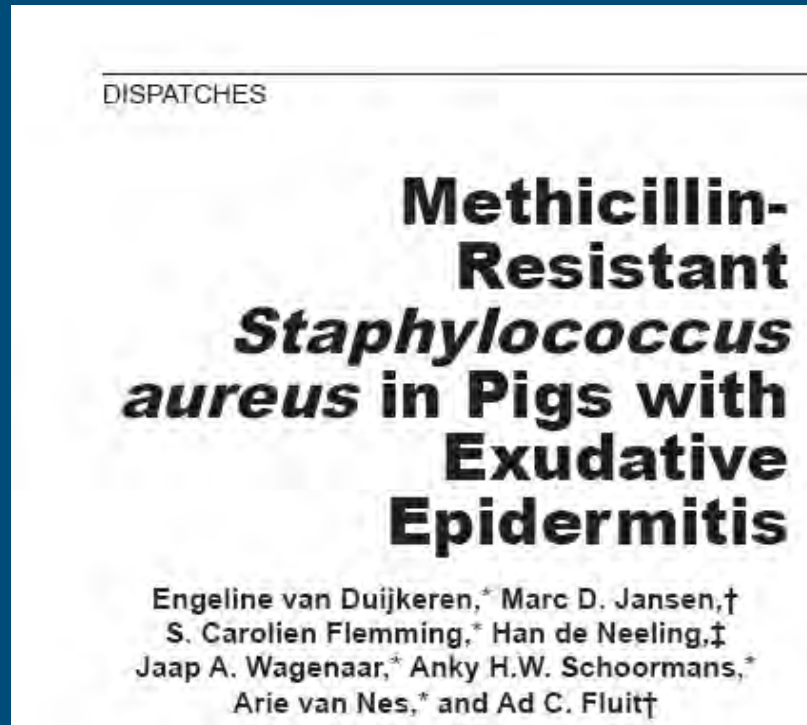 DISPATCHES
Methicillin-
Resistant
Staphylococcus
aureus in Pigs with
Exudative
Epidermitis
Engeline van Duijkeren,* Marc D. Jansen,†
S. Carolien Flemming,* Han de Neeling,‡
Jaap A. Wagenaar,* Anky H.W. Schoormans,*
Arie van Nes,* and Ad C. Fluit†